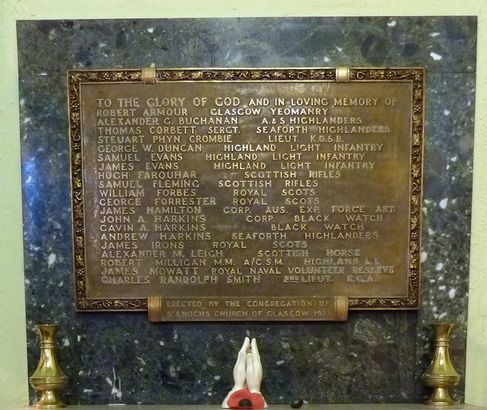 TO THE GLORY OF GOD AND IN LOVING MEMORY OF
ROBERT ARMOUR GLASGOW YEOMANRY
ALEXANDER G. BUCHANAN A. & S HIGHLANDERS
THOMAS CORBETT SERGT. SEAFORTH HIGHLANDERS
STEUART PHYN CROMBIE LIEUT. K.O.S.B.
GEORGE W. DUNCAN HIGHLAND LIGHT INFANTRY
SAMUEL EVANS HIGHLAND LIGHT INFANTRY
JAMES EVANS HIGHLAND LIGHT INFANTRY
HUGH FARQUHAR SCOTTISH RIFLES
SAMUEL FLEMING SCOTTISH RIFLES
WILLIAM FORBES ROYAL SCOTS
GEORGE FORRESTER ROYAL SCOTS
JAMES HAMILTON CORP. AUS. EXP. FORCE ART.
JOHN A. HARKINS CORP. BLACK WATCH
GAVIN A. HARKINS BLACK WATCH
ANDREW HARKINS SEAFORTH HIGHLANDERS
JAMES IRONS ROYAL SCOTS
ALEXANDER M. LEIGH SCOTTISH HORSE
ROBERT MILLIGAN M.M. A/C.S.M. HIGHLAND L.I.
JAMES MOWATT ROYAL NAVAL VOLUNTEER RESERVE
CHARLES RANDOLPH SMITH 2ND LIEUT. R.G.A.
ERECTED BY THE CONGREGATION OF
ST ENOCHS CHURCH OF GLASGOW